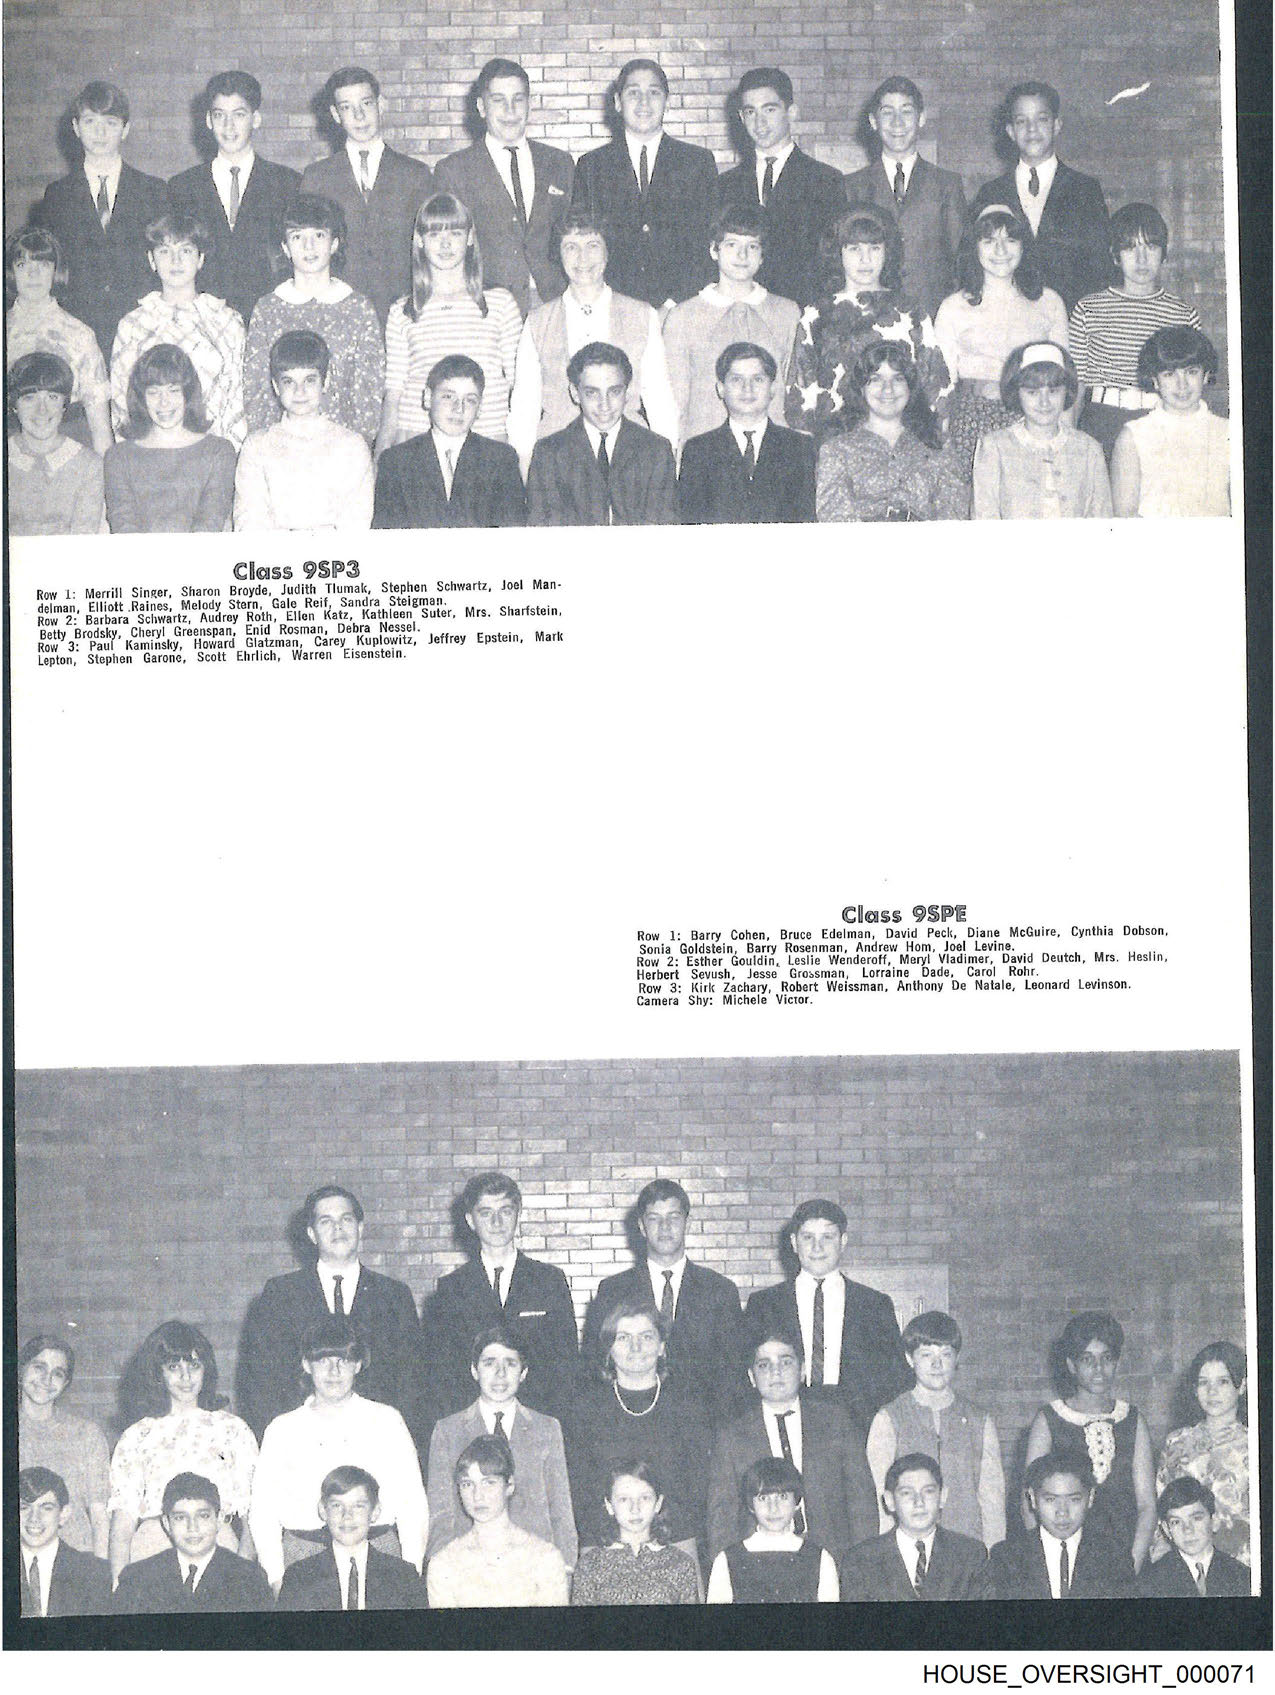 Class 9SP3
Row 1: Merrill Singer, Sharon Broyde, Judith Tlumak, Stephen Schwartz, Joel Man-
delman, Elliott Raines, Melody Stern, Gale Reif, Sandra Steigman.
Row 2: Barbara Schwartz, Audrey Roth, Ellen Katz, Kathleen Suter, Mrs. Sharfstein,
Betty Brodsky, Cheryl Greenspan, Enid Rosman, Debra Nessel.
Row 3: Paul Kaminsky, Howard Glatzman, Carey Kuplowitz, Jeffrey Epstein, Mark
Lepton, Stephen Garone, Scott Ehrlich, Warren Eisenstein.
Class 9SPE
Row 1: Barry Cohen, Bruce Edelman, David Peck, Diane McGuire, Cynthia Dobson,
Sonia Goldstein, Barry Rosenman, Andrew Hom, Joel Levine.
Row 2: Esther Gouldin, Leslie Wenderoff, Meryl Vladimer, David Deutch, Mrs. Heslin,
Herbert Sevush, Jesse Grossman, Lorraine Dade, Carol Rohr.
Row 3: Kirk Zachary, Robert Weissman, Anthony De Natale, Leonard Levinson.
Camera Shy: Michele Victor.
HOUSE_OVERSIGHT_000071